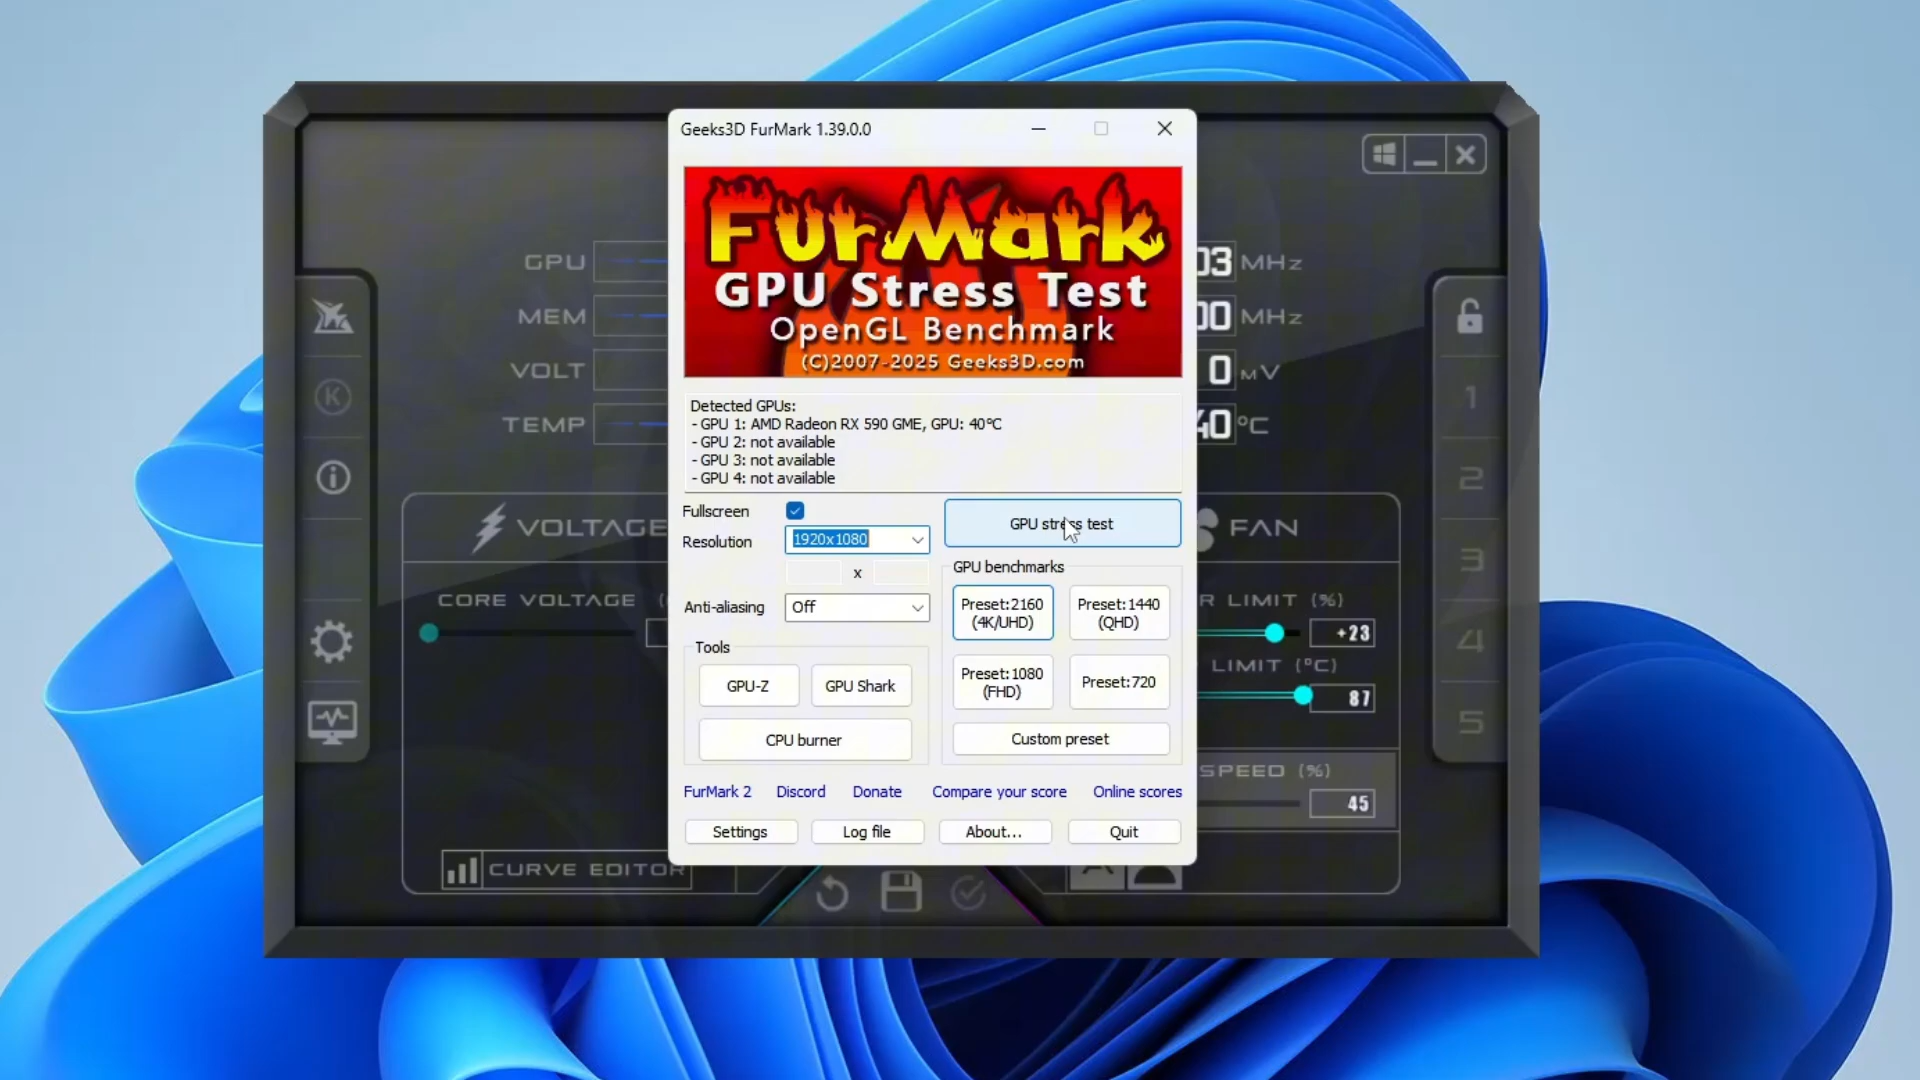 Geeks3D FurMark 1.39.0.0
FurMark
GPU Stress Test
OpenGL Benchmark
(C)2007-2025 Geeks3D.com
Detected GPUs:
- GPU 1: AMD Radeon RX 590 GME, GPU: 40°C
- GPU 2: not available
- GPU 3: not available
- GPU 4: not available
Fullscreen
Resolution 1920x1080
x
Anti-aliasing Off
GPU stress test
GPU benchmarks
Preset:2160
(4K/UHD)
Preset:1440
(QHD)
Preset:1080
(FHD)
Preset:720
Custom preset
Tools
GPU-Z GPU Shark
CPU burner
FurMark 2 Discord Donate Compare your score Online scores
Settings Log file About... Quit
GPU
MEM
VOLT
TEMP
03 MHz
00 MHz
0 mV
40 °C
K
VOLTAGE
CORE VOLTAGE
CURVE EDITOR
FAN
R LIMIT (%)
+23
LIMIT (°C)
87
SPEED (%)
45
1
2
3
4
5